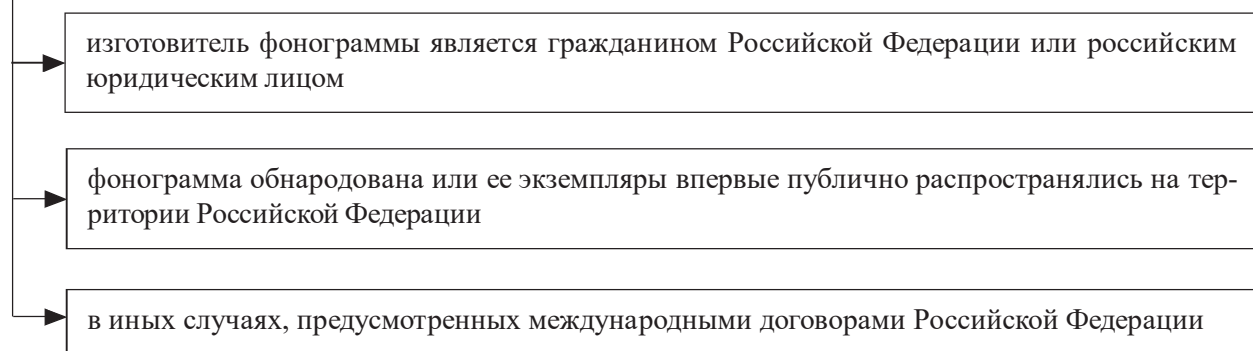 изготовитель фонограммы является гражданином Российской Федерации или российским
юридическим лицом
фонограмма обнародована или ее экземпляры впервые публично распространялись на тер-
ритории Российской Федерации
в иных случаях, предусмотренных международными договорами Российской Федерации